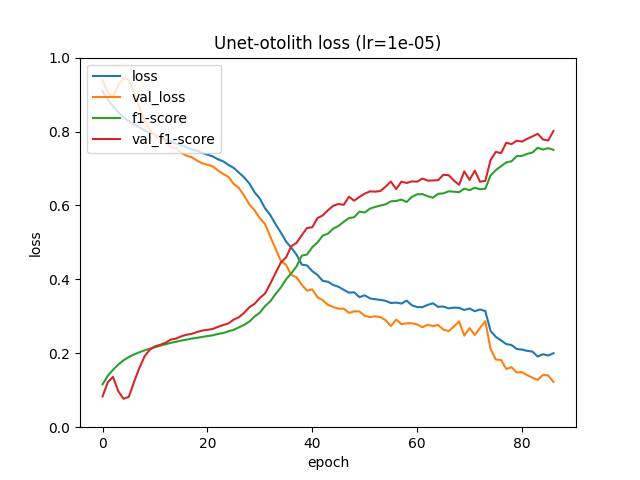 Unet-otolith loss (lr=1e-05)
loss
val_loss
f1-score
val_f1-score
1.0
0.8
0.6
0.4
0.2
0.0
loss
0 20 40 60 80
epoch